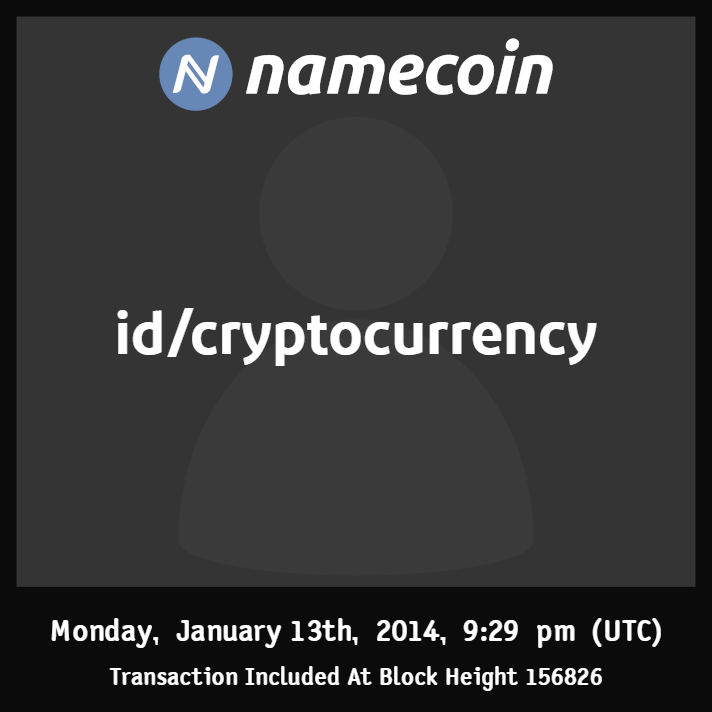 namecoin
id/cryptocurrency
Monday, January 13th, 2014, 9:29 pm (UTC)
Transaction Included At Block Height 156826